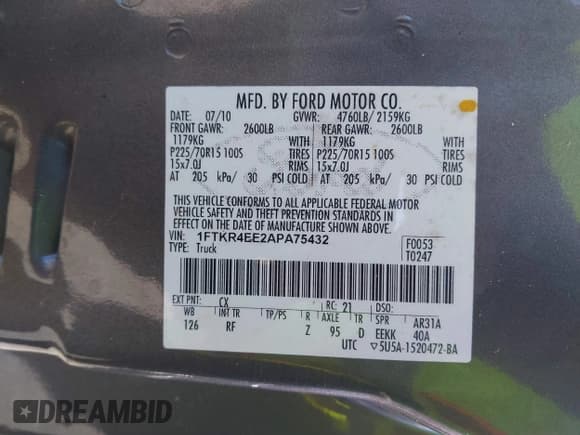 MFD. BY FORD MOTOR CO.
DATE: 07/10 GVWR: 4760LB/ 2159KG
FRONT GAWR: 2600LB REAR GAWR: 2600LB
1179KG WITH 1179KG WITH
P225/70R15 100S TIRES P225/70R15 100S TIRES
15x7.0J RIMS 15x7.0J RIMS
AT 205 kPa/ 30 PSI COLD AT 205 kPa/ 30 PSI COLD
THIS VEHICLE CONFORMS TO ALL APPLICABLE FEDERAL MOTOR
VEHICLE SAFETY AND THEFT PREVENTION STANDARDS IN
EFFECT ON THE DATE OF MANUFACTURE SHOWN ABOVE.
VIN: 1FTKR4EE2APA75432 F0053
TYPE: Truck T0247
EXT PNT: CX RC: 21 DSO:
WB INT TR TP/PS R AXLE TR SPR AR31A
126 RF Z 95 D EEKK 40A
UTC ▽5U5A-1520472-BA
DREAMBID